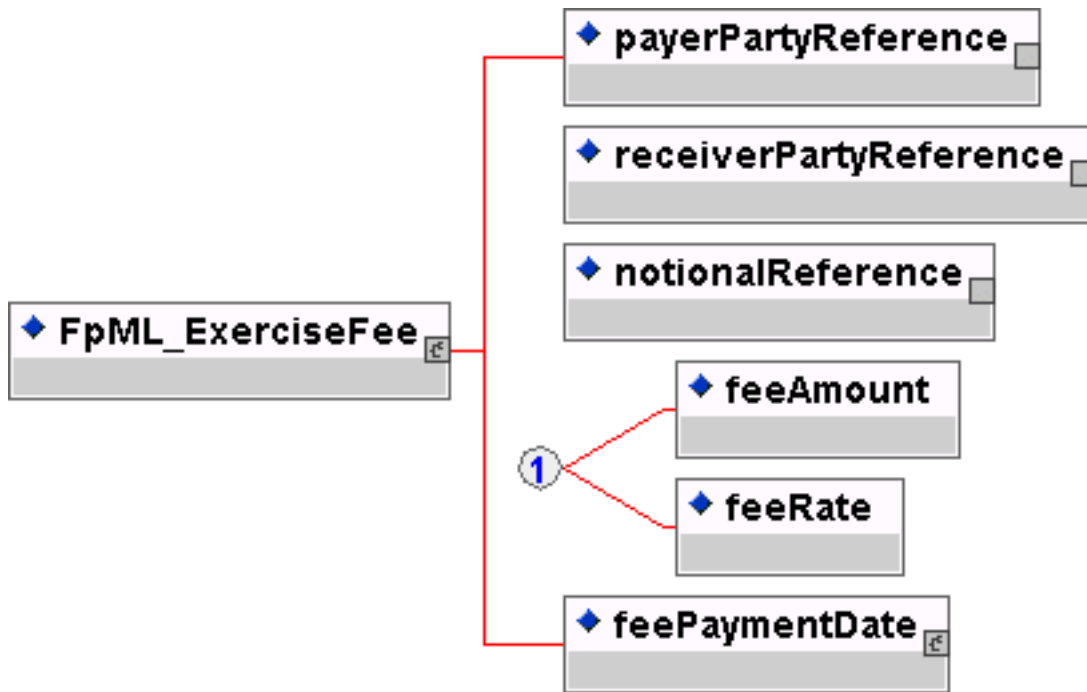 payerPartyReference
receiverPartyReference
notionalReference
FpML_ExerciseFee
feeAmount
1
feeRate
feePaymentDate